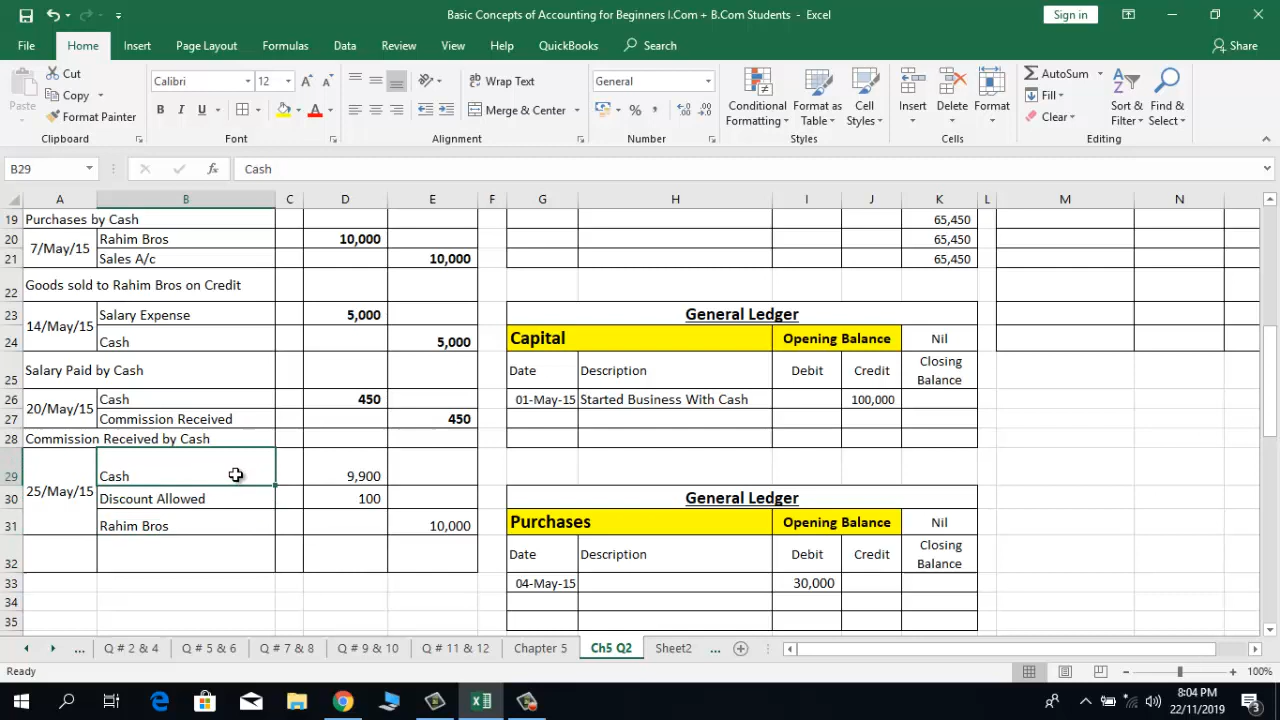 Basic Concepts of Accounting for Beginners I.Com + B.Com Students - Excel
Sign in
File Home Insert Page Layout Formulas Data Review View Help QuickBooks Search Share
Paste
Cut
Copy
Format Painter
Calibri 12
B I U A
Wrap Text
Merge & Center
General
% ,
Conditional Formatting
Format as Table
Cell Styles
Insert
Delete
Format
AutoSum
Fill
Clear
Sort & Filter
Find & Select
Clipboard Font Alignment Number Styles Cells Editing
B29 fx Cash
A B C D E F G H I J K L M N
19 Purchases by Cash 65,450
20 7/May/15 Rahim Bros 10,000 65,450
21 Sales A/c 10,000 65,450
22 Goods sold to Rahim Bros on Credit
23 14/May/15 Salary Expense 5,000 General Ledger
24 Cash 5,000 Capital Opening Balance Nil
25 Salary Paid by Cash Date Description Debit Credit Closing Balance
26 20/May/15 Cash 450 01-May-15 Started Business With Cash 100,000
27 Commission Received 450
28 Commission Received by Cash
29 25/May/15 Cash 9,900
30 Discount Allowed 100 General Ledger
31 Rahim Bros 10,000 Purchases Opening Balance Nil
32 Date Description Debit Credit Closing Balance
33 04-May-15 30,000
34
35
... Q # 2 & 4 Q # 5 & 6 Q # 7 & 8 Q # 9 & 10 Q # 11 & 12 Chapter 5 Ch5 Q2 Sheet2 ...
Ready 100%
8:04 PM
22/11/2019
3